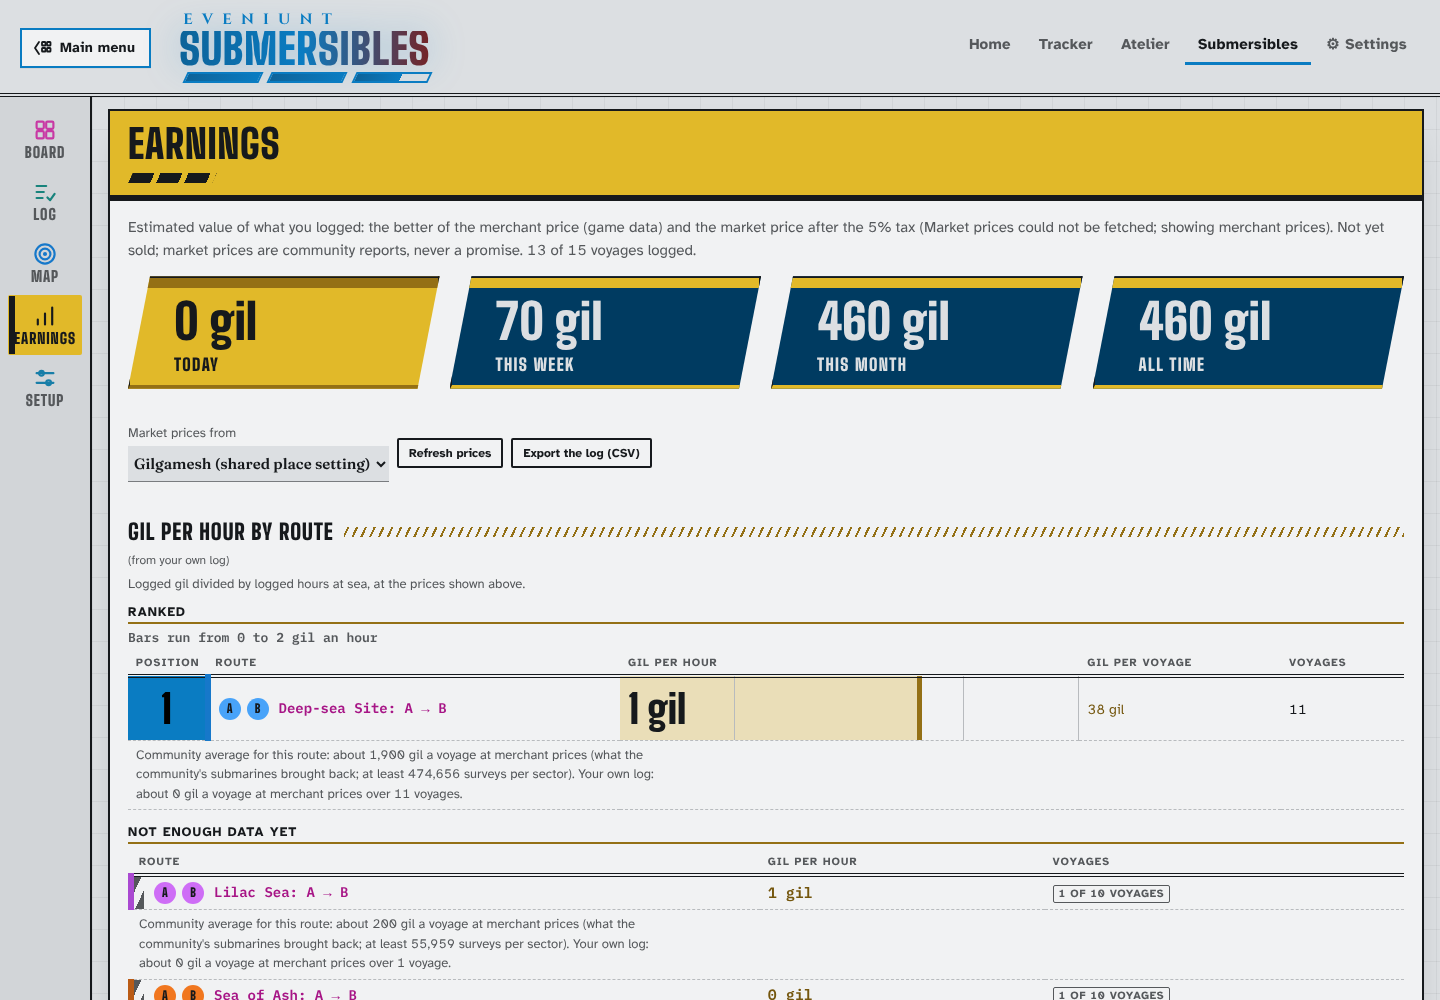 Main menu
EVENIUNT
SUBMERSIBLES
Home
Tracker
Atelier
Submersibles
Settings
BOARD
LOG
MAP
EARNINGS
SETUP
EARNINGS
Estimated value of what you logged: the better of the merchant price (game data) and the market price after the 5% tax (Market prices could not be fetched; showing merchant prices). Not yet
sold; market prices are community reports, never a promise. 13 of 15 voyages logged.
0 gil
TODAY
70 gil
THIS WEEK
460 gil
THIS MONTH
460 gil
ALL TIME
Market prices from
Gilgamesh (shared place setting)
Refresh prices
Export the log (CSV)
GIL PER HOUR BY ROUTE
(from your own log)
Logged gil divided by logged hours at sea, at the prices shown above.
RANKED
Bars run from 0 to 2 gil an hour
POSITION ROUTE GIL PER HOUR GIL PER VOYAGE VOYAGES
1 A B Deep-sea Site: A → B 1 gil 38 gil 11
Community average for this route: about 1,900 gil a voyage at merchant prices (what the
community's submarines brought back; at least 474,656 surveys per sector). Your own log:
about 0 gil a voyage at merchant prices over 11 voyages.
NOT ENOUGH DATA YET
ROUTE GIL PER HOUR VOYAGES
A B Lilac Sea: A → B 1 gil 1 OF 10 VOYAGES
Community average for this route: about 200 gil a voyage at merchant prices (what the
community's submarines brought back; at least 55,959 surveys per sector). Your own log:
about 0 gil a voyage at merchant prices over 1 voyage.
A B Sea of Ash: A → B 0 gil 1 OF 10 VOYAGES